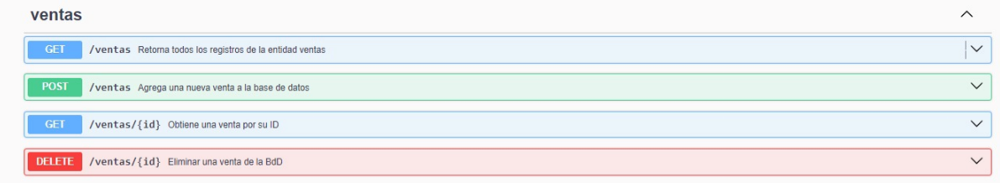 ventas
GET /ventas Retorna todos los registros de la entidad ventas
POST /ventas Agrega una nueva venta a la base de datos
GET /ventas/{id} Obtiene una venta por su ID
DELETE /ventas/{id} Eliminar una venta de la BdD